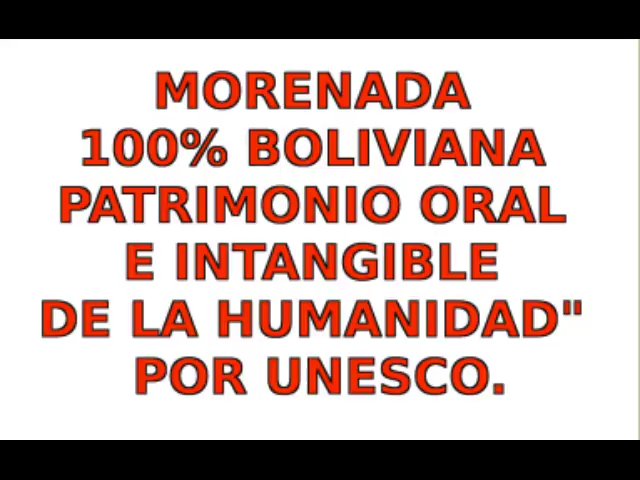 MORENADA
100% BOLIVIANA
PATRIMONIO ORAL
E INTANGIBLE
DE LA HUMANIDAD"
POR UNESCO.